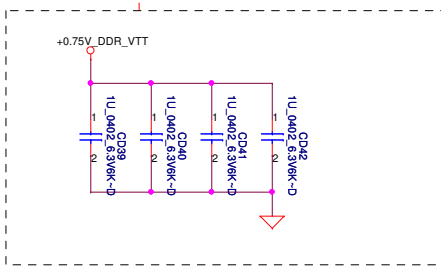 +0.75V_DDR_VTT
1
2
1U_0402_6.3V6K~D
CD39
1
2
1U_0402_6.3V6K~D
CD40
1
2
1U_0402_6.3V6K~D
CD41
1
2
1U_0402_6.3V6K~D
CD42